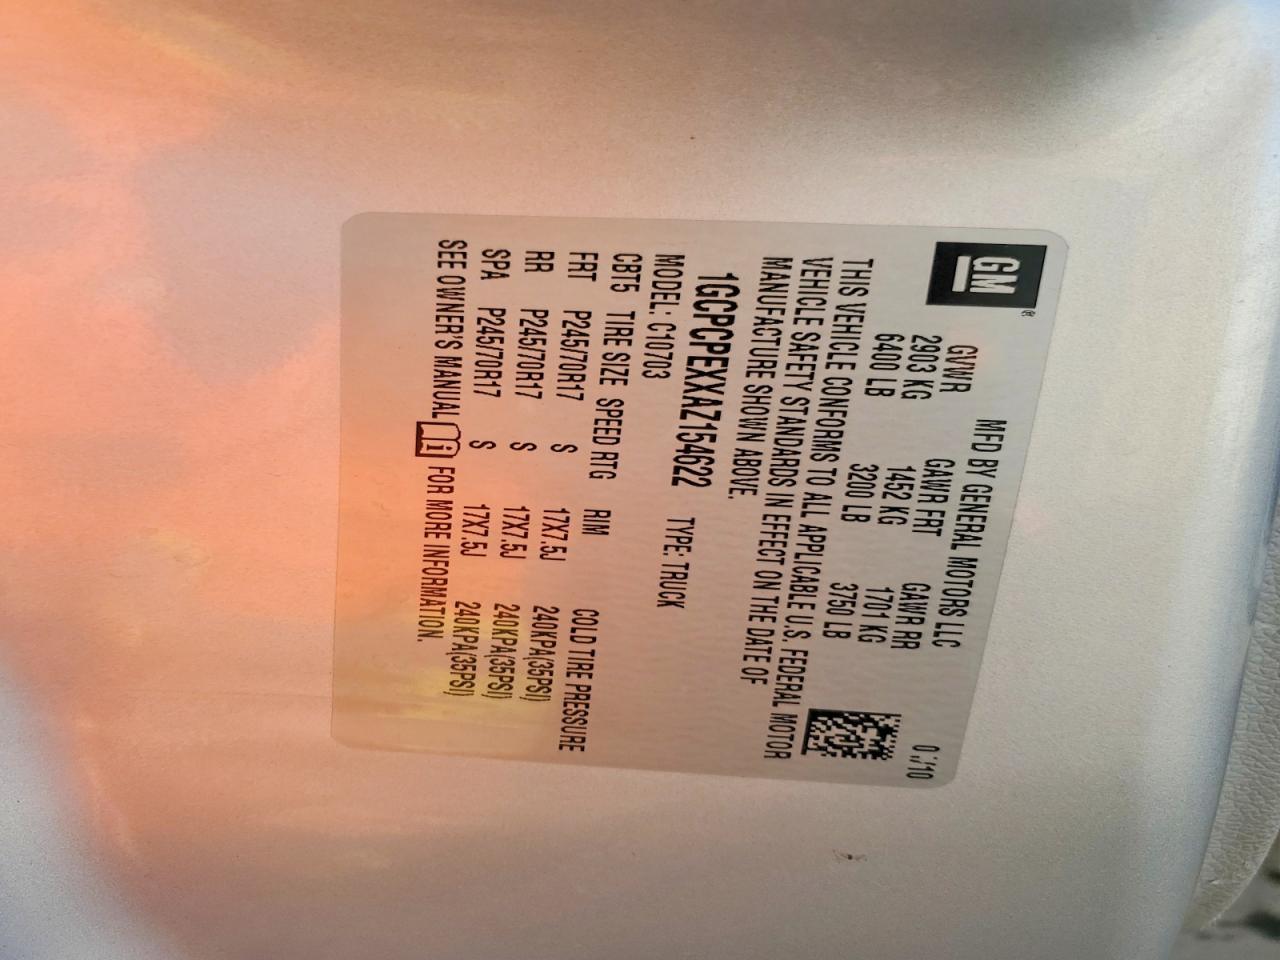 GM®
MFD BY GENERAL MOTORS LLC
GVWR GAWR FRT GAWR RR
2903 KG 1452 KG 1701 KG
6400 LB 3200 LB 3750 LB
THIS VEHICLE CONFORMS TO ALL APPLICABLE U.S. FEDERAL MOTOR
VEHICLE SAFETY STANDARDS IN EFFECT ON THE DATE OF
MANUFACTURE SHOWN ABOVE.
1GCPCPEXXAZ154622 TYPE: TRUCK
MODEL: C10703
CBT5 TIRE SIZE SPEED RTG RIM COLD TIRE PRESSURE
FRT P245/70R17 S 17X7.5J 240KPA(35PSI)
RR P245/70R17 S 17X7.5J 240KPA(35PSI)
SPA P245/70R17 S 17X7.5J 240KPA(35PSI)
SEE OWNER'S MANUAL FOR MORE INFORMATION.